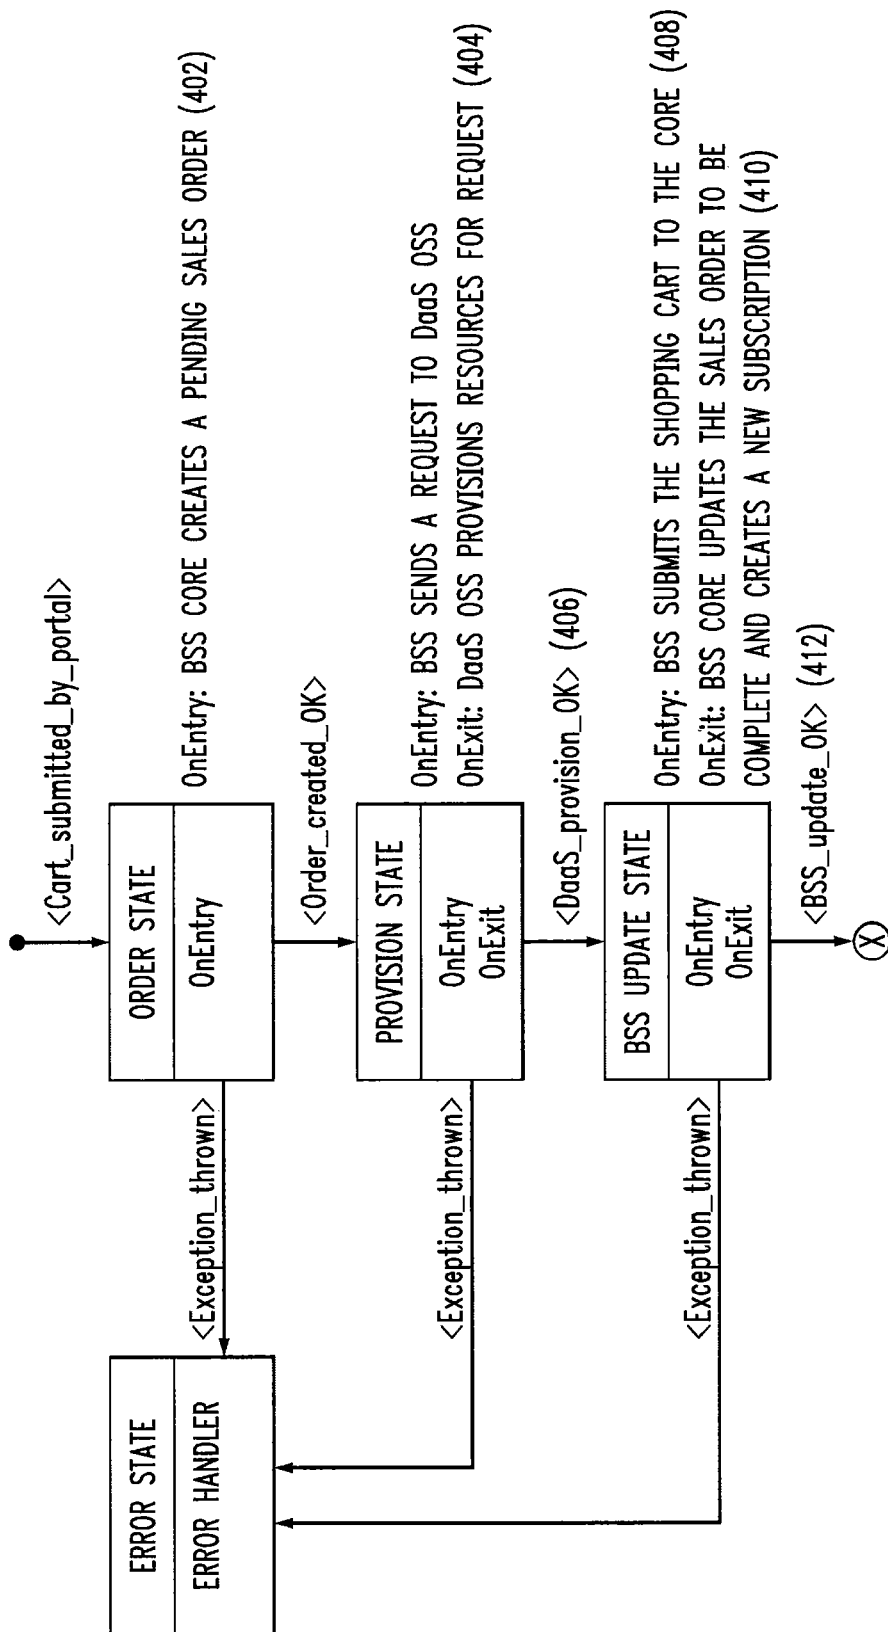 <Cart_submitted_by_portal>
ORDER STATE
OnEntry
OnEntry: BSS CORE CREATES A PENDING SALES ORDER (402)
<Exception_thrown>
ERROR STATE
ERROR HANDLER
<Order_created_OK>
PROVISION STATE
OnEntry
OnExit
OnEntry: BSS SENDS A REQUEST TO DaaS OSS
OnExit: DaaS OSS PROVISIONS RESOURCES FOR REQUEST (404)
<Exception_thrown>
<DaaS_provision_OK> (406)
BSS UPDATE STATE
OnEntry
OnExit
OnEntry: BSS SUBMITS THE SHOPPING CART TO THE CORE (408)
OnExit: BSS CORE UPDATES THE SALES ORDER TO BE
COMPLETE AND CREATES A NEW SUBSCRIPTION (410)
<Exception_thrown>
<BSS_update_OK> (412)
X